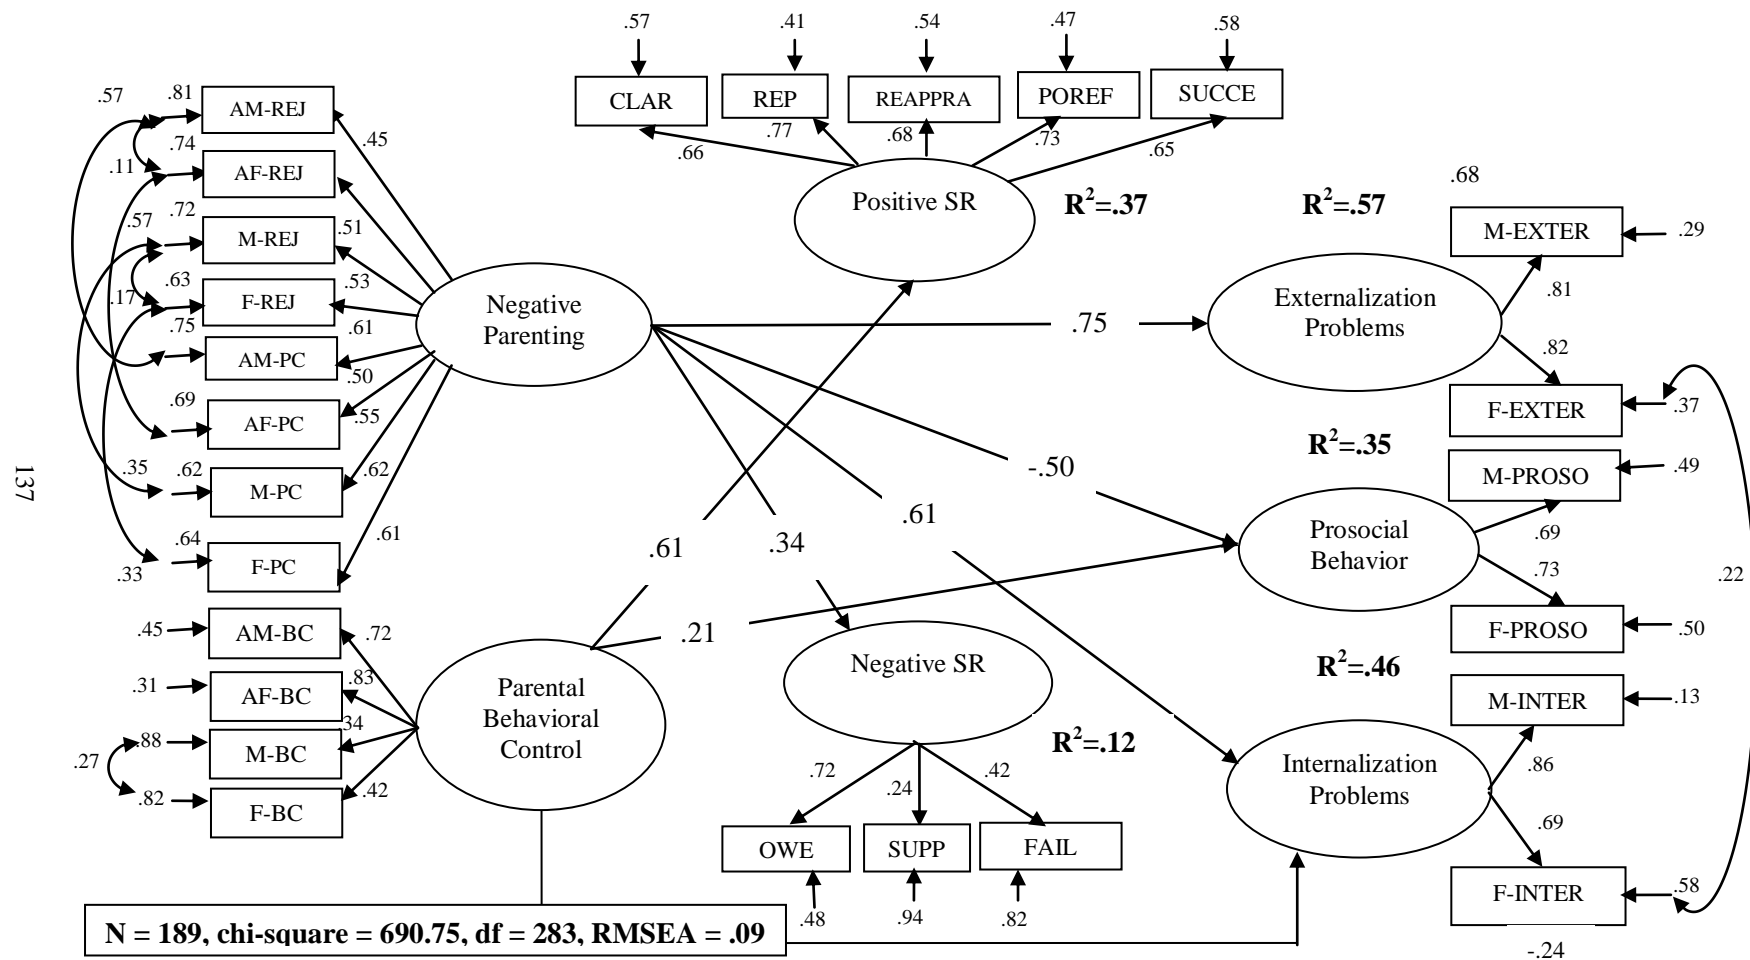 .57
.41
.54
.47
.58
CLAR
REP
REAPPRA
POREF
SUCCE
.66
.77
.68
.73
.65
Positive SR
R²=.37
.57
.81
AM-REJ
.45
.11
.74
AF-REJ
.51
.57
.72
M-REJ
.53
.17
.63
F-REJ
.61
.75
AM-PC
.50
.69
AF-PC
.55
.35
.62
M-PC
.62
.33
.64
F-PC
.61
Negative
Parenting
.45
AM-BC
.72
.31
AF-BC
.83
.27
.88
M-BC
.34
.82
F-BC
.42
Parental
Behavioral
Control
.75
-.50
.61
.34
.61
.21
Negative SR
R²=.12
.72
.24
.42
OWE
SUPP
FAIL
.48
.94
.82
R²=.57
Externalization
Problems
.68
M-EXTER
.29
.81
.82
F-EXTER
.37
R²=.35
Prosocial
Behavior
M-PROSO
.49
.69
.73
F-PROSO
.50
.22
R²=.46
Internalization
Problems
M-INTER
.13
.86
.69
F-INTER
.58
-.24
N = 189, chi-square = 690.75, df = 283, RMSEA = .09
137